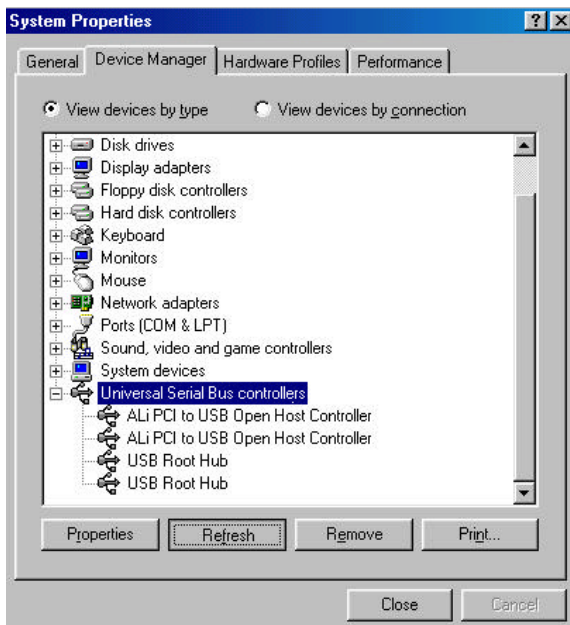 System Properties
General Device Manager Hardware Profiles Performance
View devices by type View devices by connection
Disk drives
Display adapters
Floppy disk controllers
Hard disk controllers
Keyboard
Monitors
Mouse
Network adapters
Ports (COM & LPT)
Sound, video and game controllers
System devices
Universal Serial Bus controllers
ALi PCI to USB Open Host Controller
ALi PCI to USB Open Host Controller
USB Root Hub
USB Root Hub
Properties Refresh Remove Print...
Close Cancel